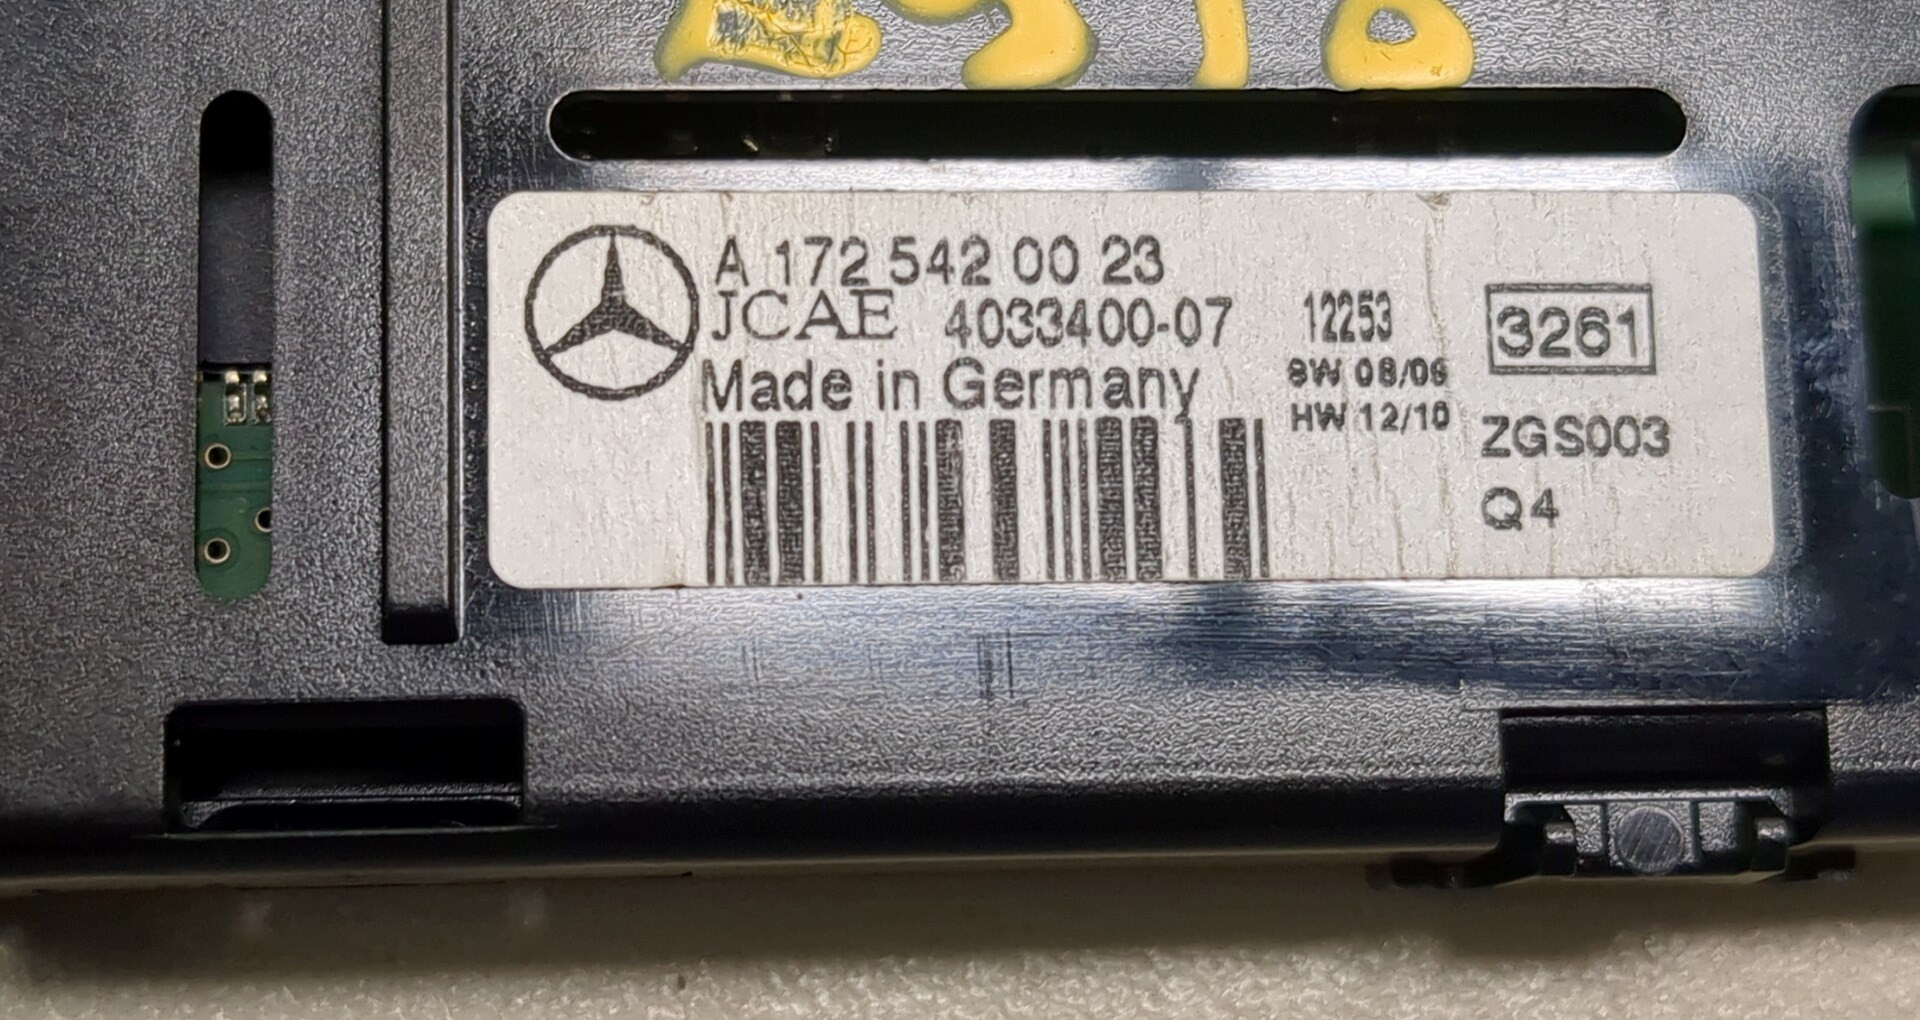 A 172 542 00 23
JCAE 4033400-07
12253
3261
Made in Germany
SW 08/06
HW 12/10
ZGS003
Q4